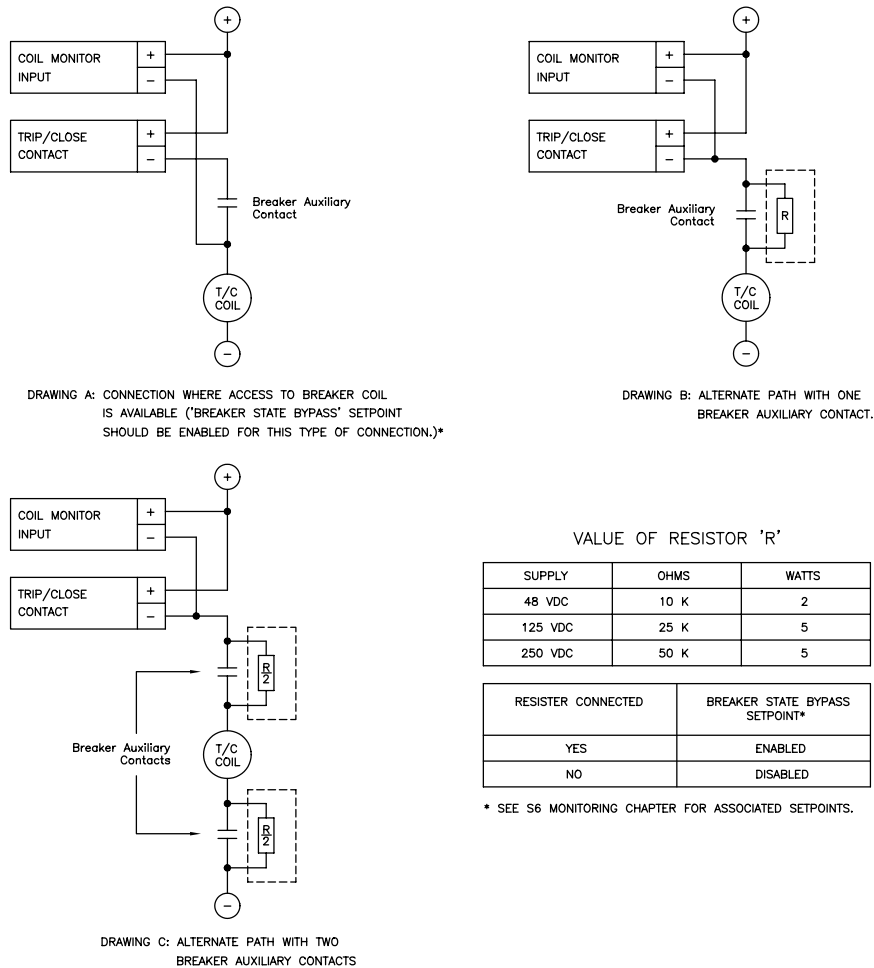 +
COIL MONITOR
INPUT
+
−
TRIP/CLOSE
CONTACT
+
−
Breaker Auxiliary
Contact
T/C
COIL
−
DRAWING A: CONNECTION WHERE ACCESS TO BREAKER COIL
IS AVAILABLE ('BREAKER STATE BYPASS' SETPOINT
SHOULD BE ENABLED FOR THIS TYPE OF CONNECTION.)*
+
COIL MONITOR
INPUT
+
−
TRIP/CLOSE
CONTACT
+
−
Breaker Auxiliary
Contact
R
T/C
COIL
−
DRAWING B: ALTERNATE PATH WITH ONE
BREAKER AUXILIARY CONTACT.
+
COIL MONITOR
INPUT
+
−
TRIP/CLOSE
CONTACT
+
−
R
2
Breaker Auxiliary
Contacts
T/C
COIL
R
2
−
DRAWING C: ALTERNATE PATH WITH TWO
BREAKER AUXILIARY CONTACTS
VALUE OF RESISTOR 'R'
SUPPLY OHMS WATTS
48 VDC 10 K 2
125 VDC 25 K 5
250 VDC 50 K 5
RESISTER CONNECTED BREAKER STATE BYPASS
SETPOINT*
YES ENABLED
NO DISABLED
* SEE S6 MONITORING CHAPTER FOR ASSOCIATED SETPOINTS.